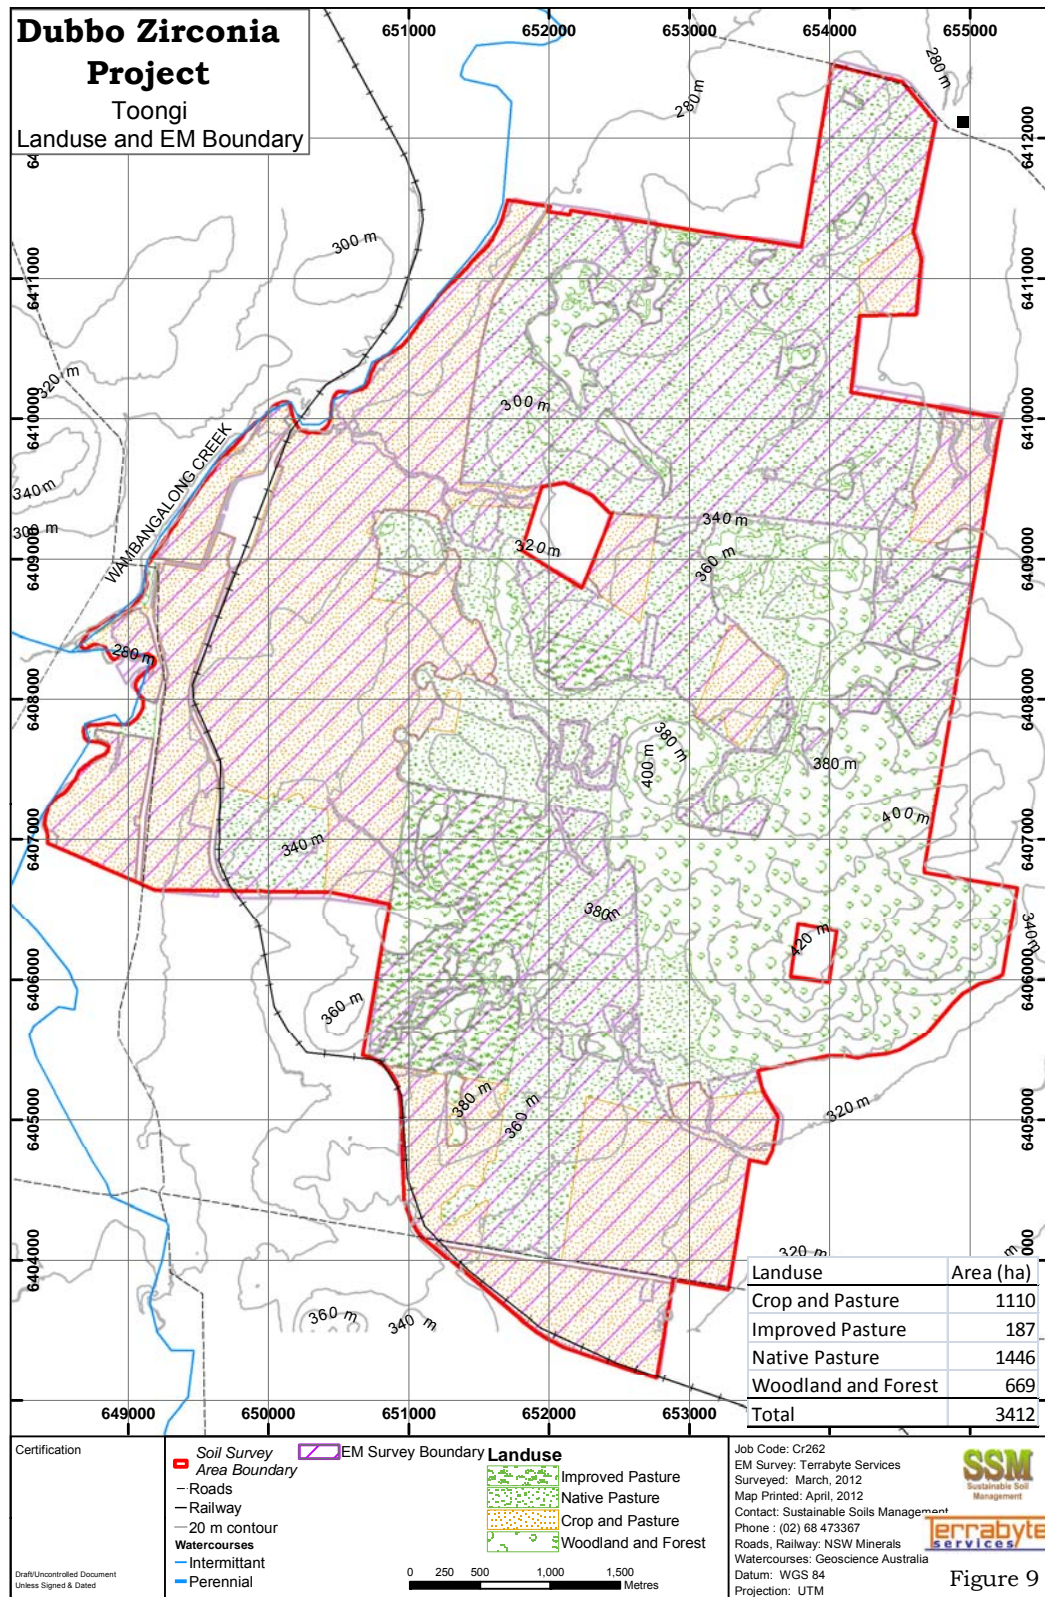 Dubbo Zirconia
Project
Toongi
Landuse and EM Boundary
651000
652000
653000
654000
655000
280 m
280 m
6412000
300 m
6411000
6411000
320 m
300 m
6410000
6410000
WAMBANGALONG CREEK
340m
300 m
6409000
320m
340 m
360 m
6409000
280 m
6408000
380 m
400 m
380 m
6408000
400 m
6407000
340 m
6407000
380m
420 m
340m
6406000
360 m
6406000
380 m
360 m
320 m
6405000
6405000
6404000
320 m
000
m
360 m
340 m
Landuse Area (ha)
Crop and Pasture 1110
Improved Pasture 187
Native Pasture 1446
Woodland and Forest 669
Total 3412
649000
650000
651000
652000
653000
Certification
Draft/Uncontrolled Document
Unless Signed & Dated
Soil Survey
Area Boundary
Roads
Railway
20 m contour
Watercourses
Intermittant
Perennial
EM Survey Boundary
Landuse
Improved Pasture
Native Pasture
Crop and Pasture
Woodland and Forest
0 250 500 1,000 1,500
Metres
Job Code: Cr262
EM Survey: Terrabyte Services
Surveyed: March, 2012
Map Printed: April, 2012
Contact: Sustainable Soils Management
Phone : (02) 68 473367
Roads, Railway: NSW Minerals
Watercourses: Geoscience Australia
Datum: WGS 84
Projection: UTM
SSM
Sustainable Soil
Management
Terrabyte
services
Figure 9